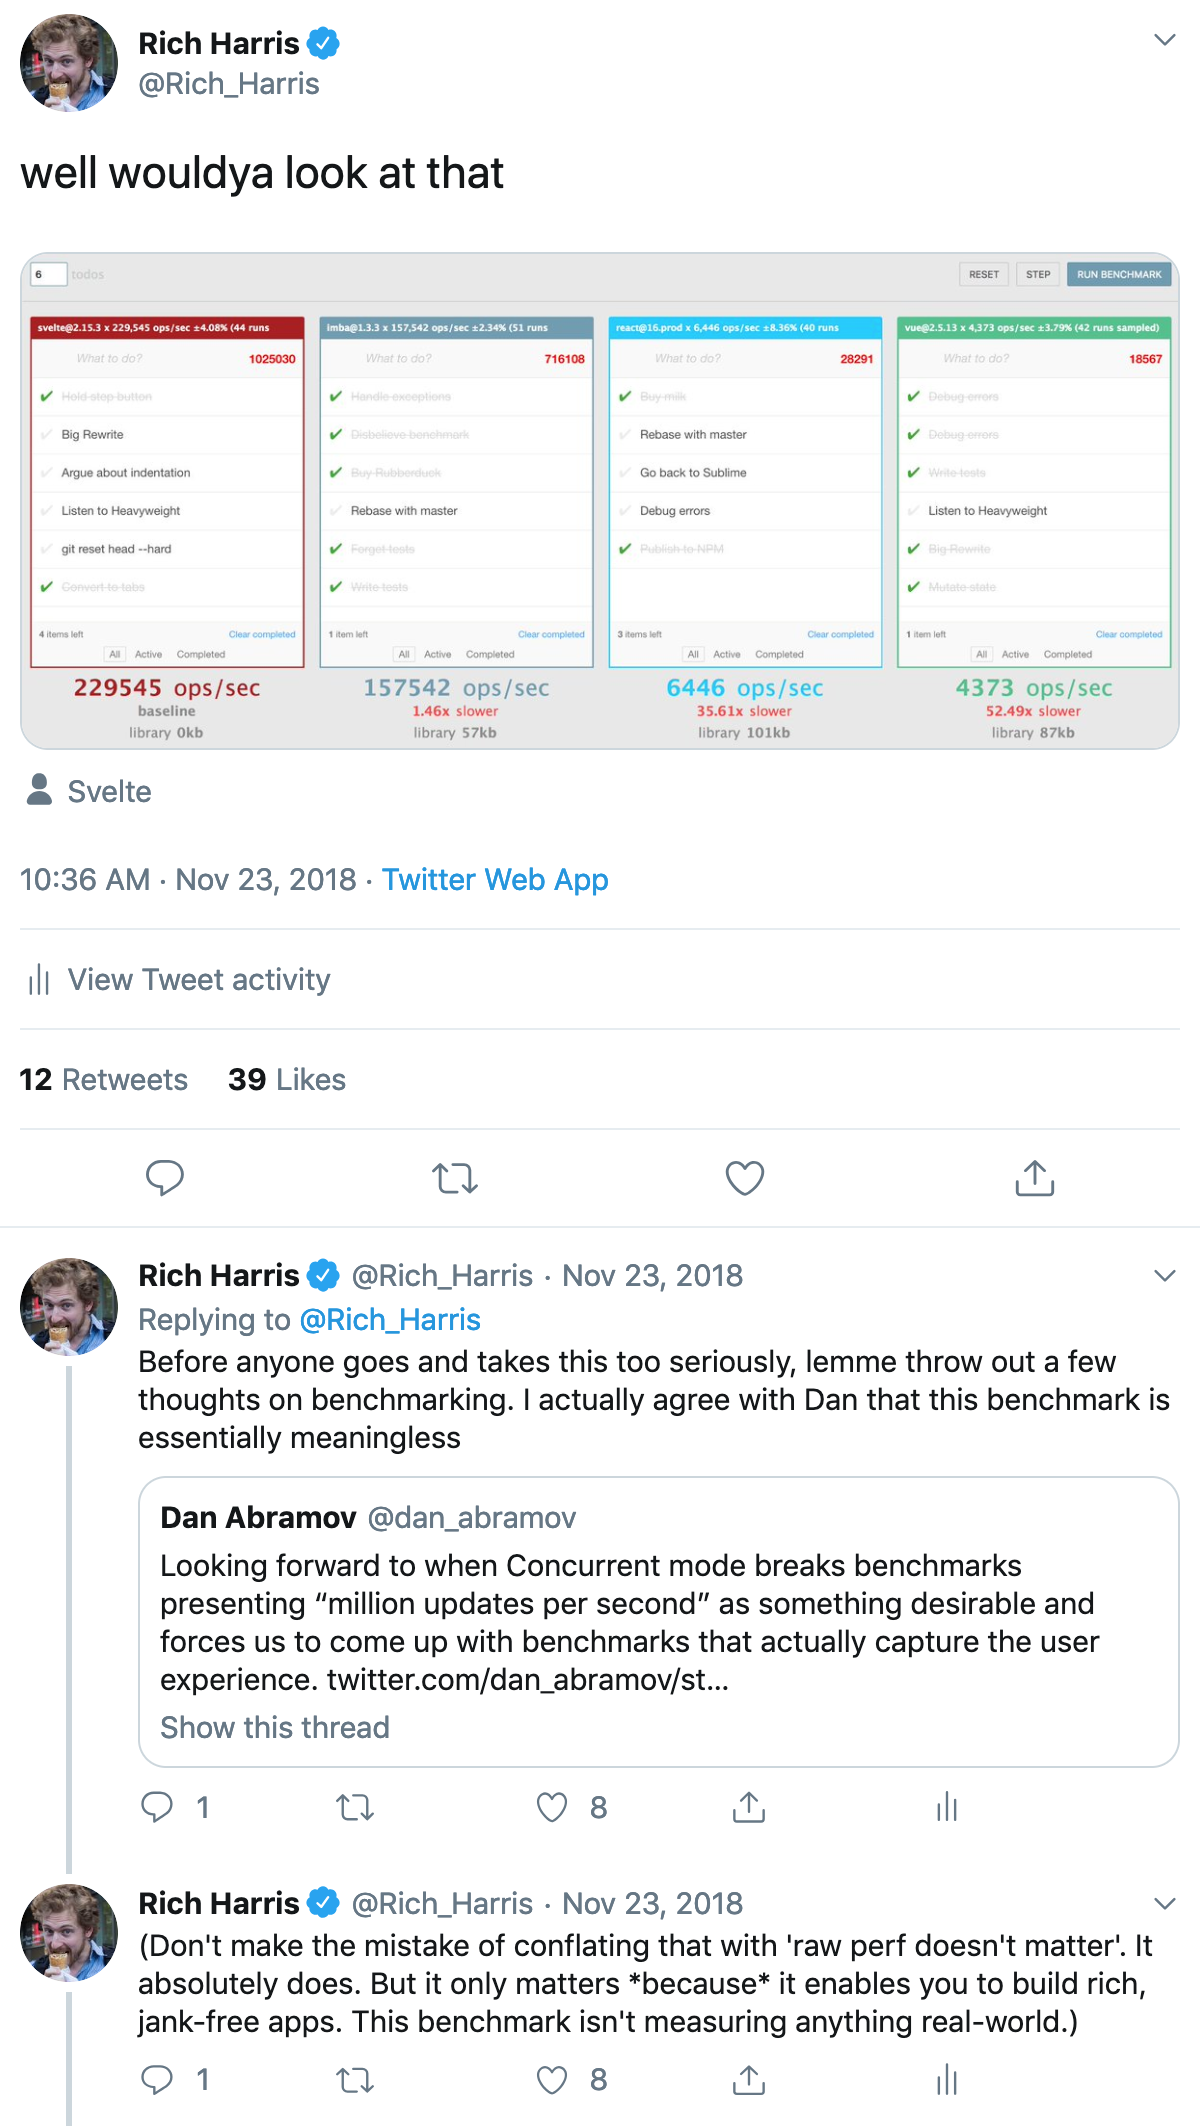 Rich Harris
@Rich_Harris
well wouldya look at that
6 todos
RESET STEP RUN BENCHMARK
svelte@2.15.3 x 229,545 ops/sec ±4.08% (44 runs
What to do? 1025030
Hold stop button
Big Rewrite
Argue about indentation
Listen to Heavyweight
git reset head --hard
Convert to tabs
4 items left Clear completed
All Active Completed
229545 ops/sec
baseline
library 0kb
imba@1.3.3 x 157,542 ops/sec ±2.34% (51 runs
What to do? 716108
Handle exceptions
Disbelieve benchmark
Buy Rubberduck
Rebase with master
Forget tests
Write tests
1 item left Clear completed
All Active Completed
157542 ops/sec
1.46x slower
library 57kb
react@16.prod x 6,446 ops/sec ±8.36% (40 runs
What to do? 28291
Buy milk
Rebase with master
Go back to Sublime
Debug errors
Publish to NPM
3 items left Clear completed
All Active Completed
6446 ops/sec
35.61x slower
library 101kb
vue@2.5.13 x 4,373 ops/sec ±3.79% (42 runs sampled)
What to do? 18567
Debug errors
Debug errors
Write tests
Listen to Heavyweight
Big Rewrite
Mutate state
1 item left Clear completed
All Active Completed
4373 ops/sec
52.49x slower
library 87kb
Svelte
10:36 AM · Nov 23, 2018 · Twitter Web App
View Tweet activity
12 Retweets 39 Likes
Rich Harris @Rich_Harris · Nov 23, 2018
Replying to @Rich_Harris
Before anyone goes and takes this too seriously, lemme throw out a few
thoughts on benchmarking. I actually agree with Dan that this benchmark is
essentially meaningless
Dan Abramov @dan_abramov
Looking forward to when Concurrent mode breaks benchmarks
presenting “million updates per second” as something desirable and
forces us to come up with benchmarks that actually capture the user
experience. twitter.com/dan_abramov/st...
Show this thread
1 8
Rich Harris @Rich_Harris · Nov 23, 2018
(Don't make the mistake of conflating that with 'raw perf doesn't matter'. It
absolutely does. But it only matters *because* it enables you to build rich,
jank-free apps. This benchmark isn't measuring anything real-world.)
1 8